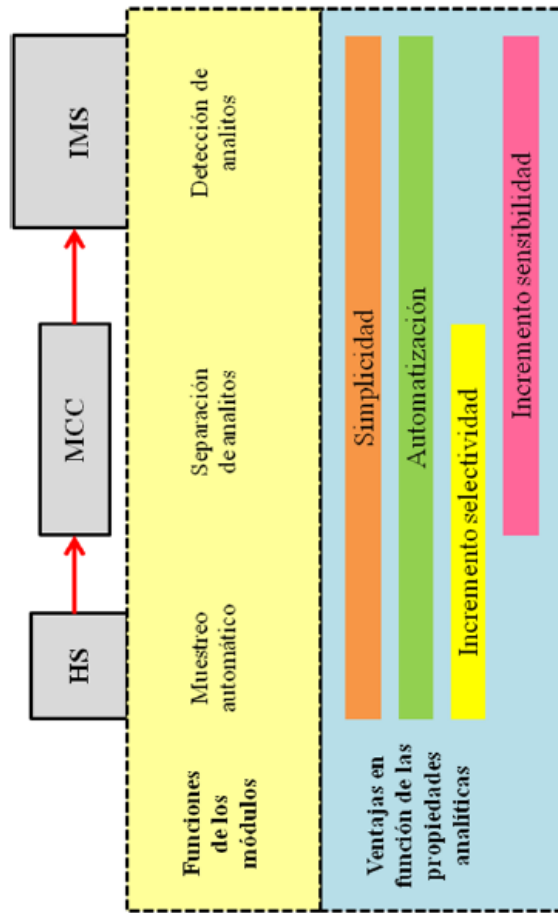 HS
MCC
IMS
Funciones
de los
módulos
Muestreo
automático
Separación
de analitos
Detección de
analitos
Ventajas en
función de las
propiedades
analíticas
Simplicidad
Automatización
Incremento selectividad
Incremento sensibilidad